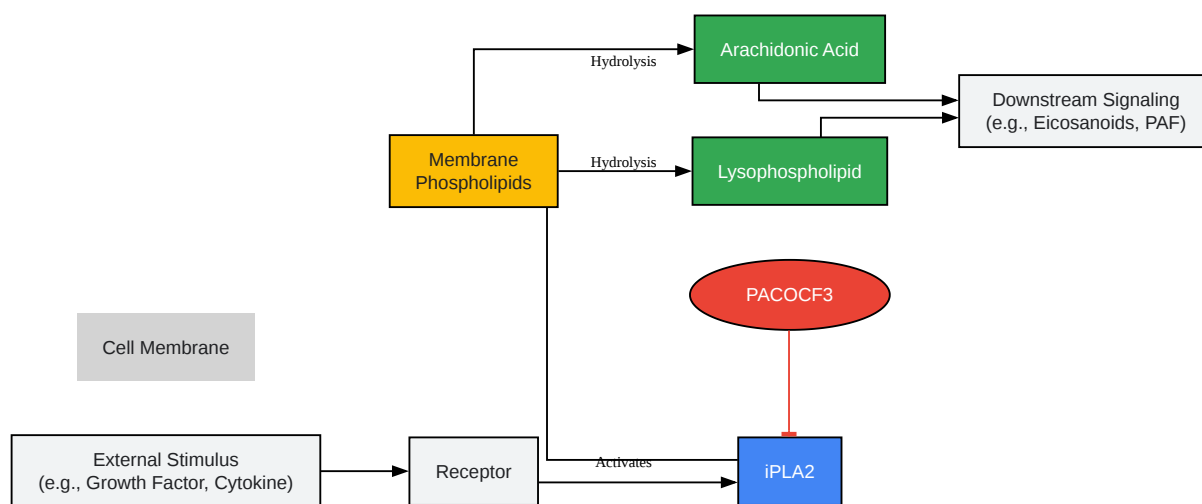 Arachidonic Acid
Hydrolysis
Downstream Signaling
(e.g., Eicosanoids, PAF)
Membrane
Phospholipids
Hydrolysis
Lysophospholipid
PACOCF3
Cell Membrane
External Stimulus
(e.g., Growth Factor, Cytokine)
Receptor
Activates
iPLA2